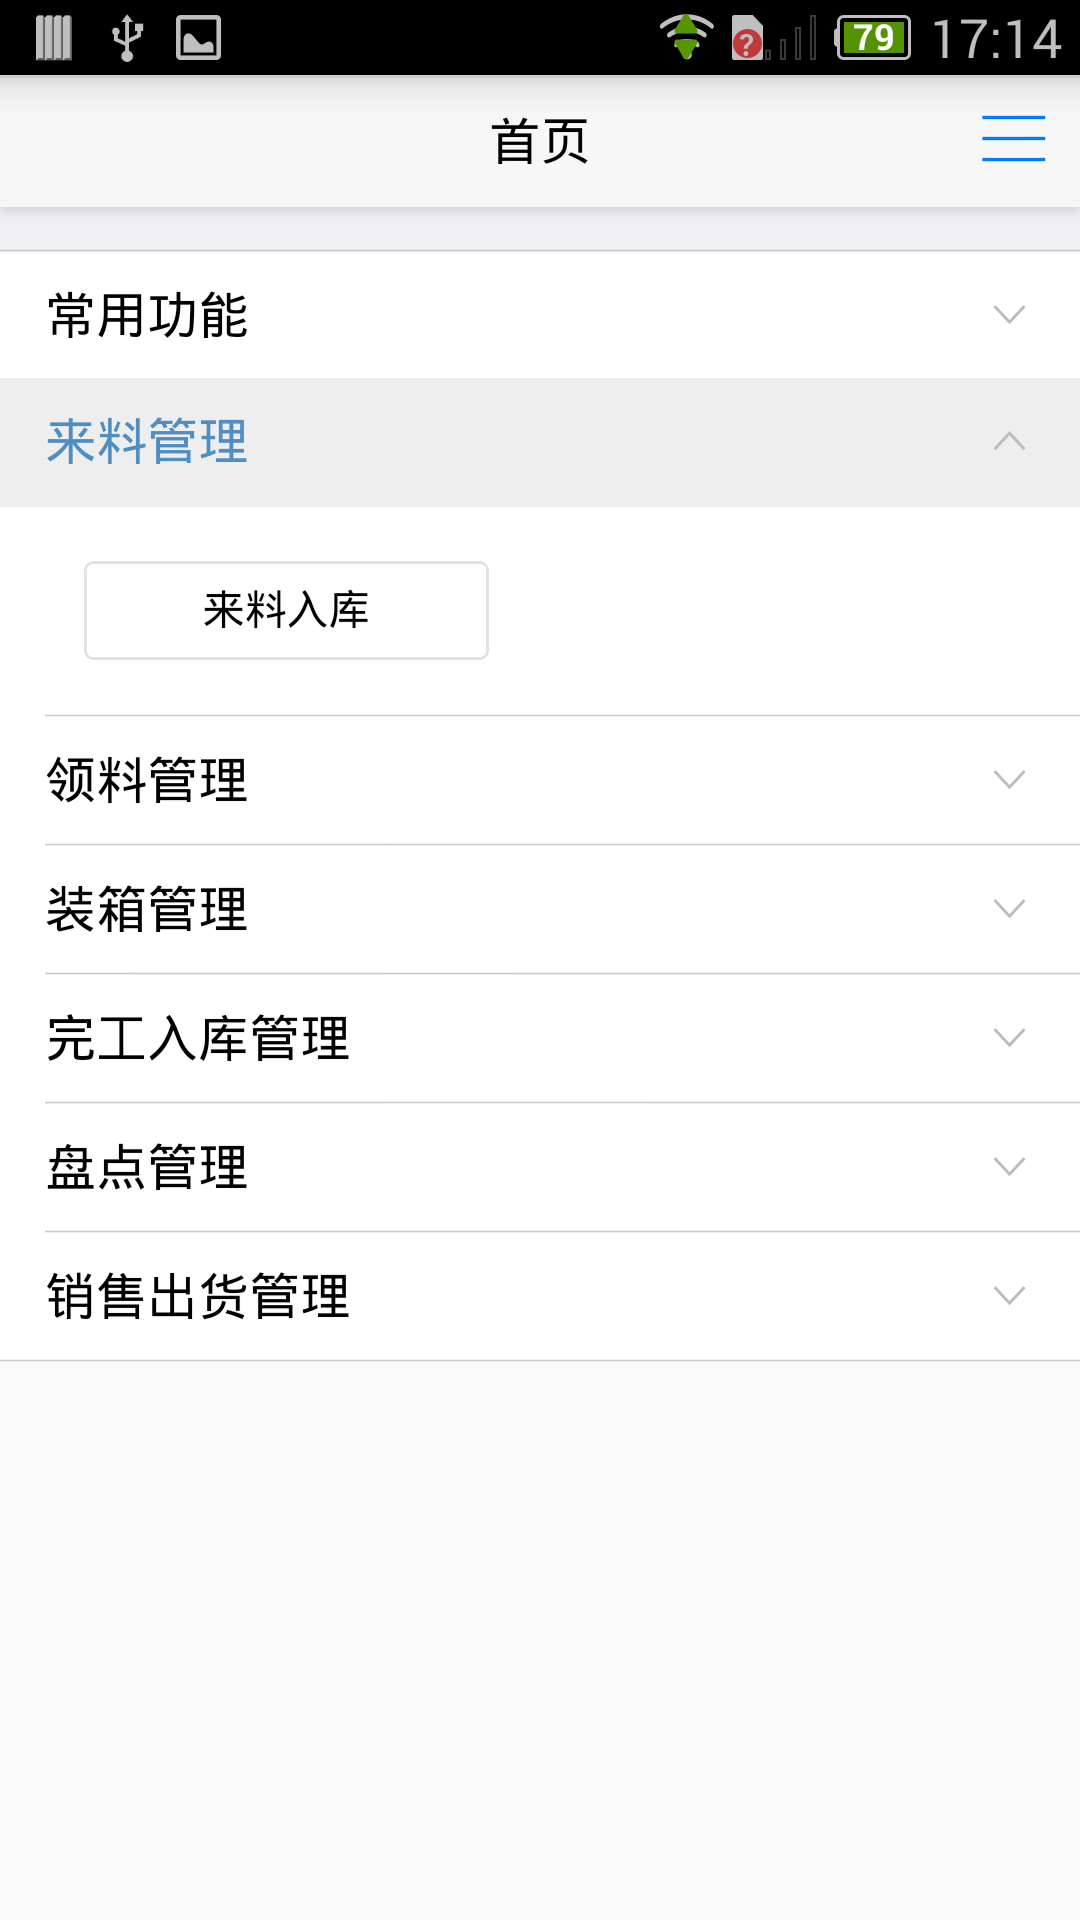 79 17:14
首页
常用功能
来料管理
来料入库
领料管理
装箱管理
完工入库管理
盘点管理
销售出货管理